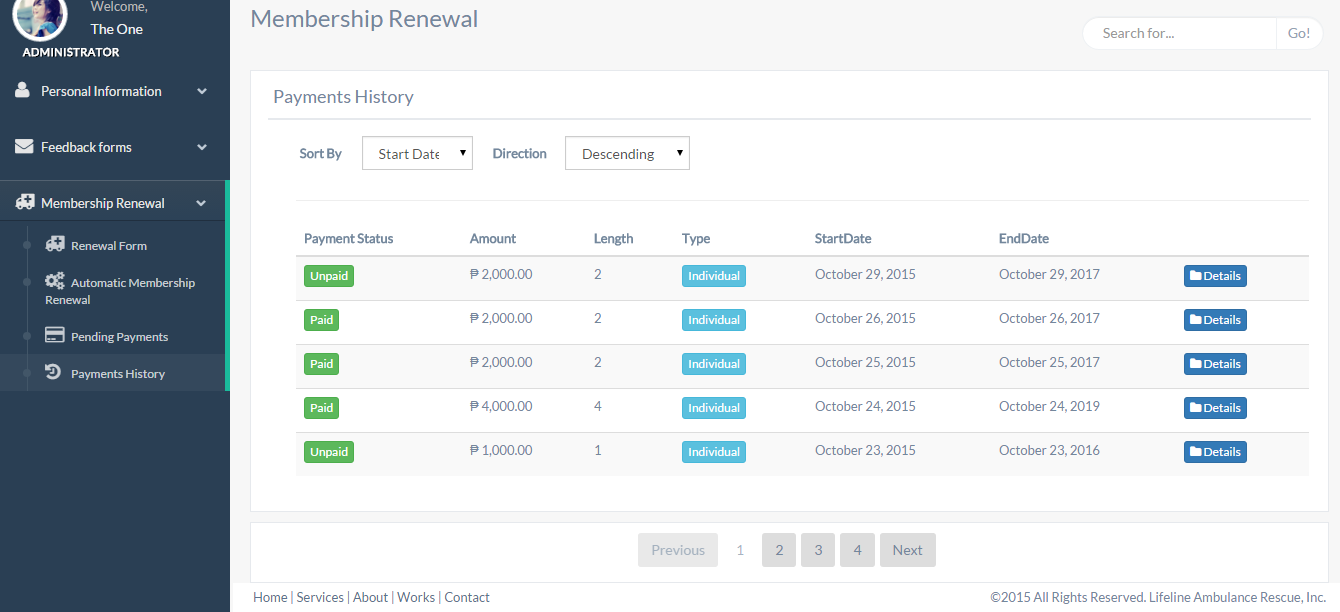 Welcome,
The One
ADMINISTRATOR
Personal Information
Feedback forms
Membership Renewal
Renewal Form
Automatic Membership
Renewal
Pending Payments
Payments History
Membership Renewal
Search for... Go!
Payments History
Sort By Start Date Direction Descending
Payment Status Amount Length Type StartDate EndDate
Unpaid ₱ 2,000.00 2 Individual October 29, 2015 October 29, 2017 Details
Paid ₱ 2,000.00 2 Individual October 26, 2015 October 26, 2017 Details
Paid ₱ 2,000.00 2 Individual October 25, 2015 October 25, 2017 Details
Paid ₱ 4,000.00 4 Individual October 24, 2015 October 24, 2019 Details
Unpaid ₱ 1,000.00 1 Individual October 23, 2015 October 23, 2016 Details
Previous 1 2 3 4 Next
Home | Services | About | Works | Contact ©2015 All Rights Reserved. Lifeline Ambulance Rescue, Inc.